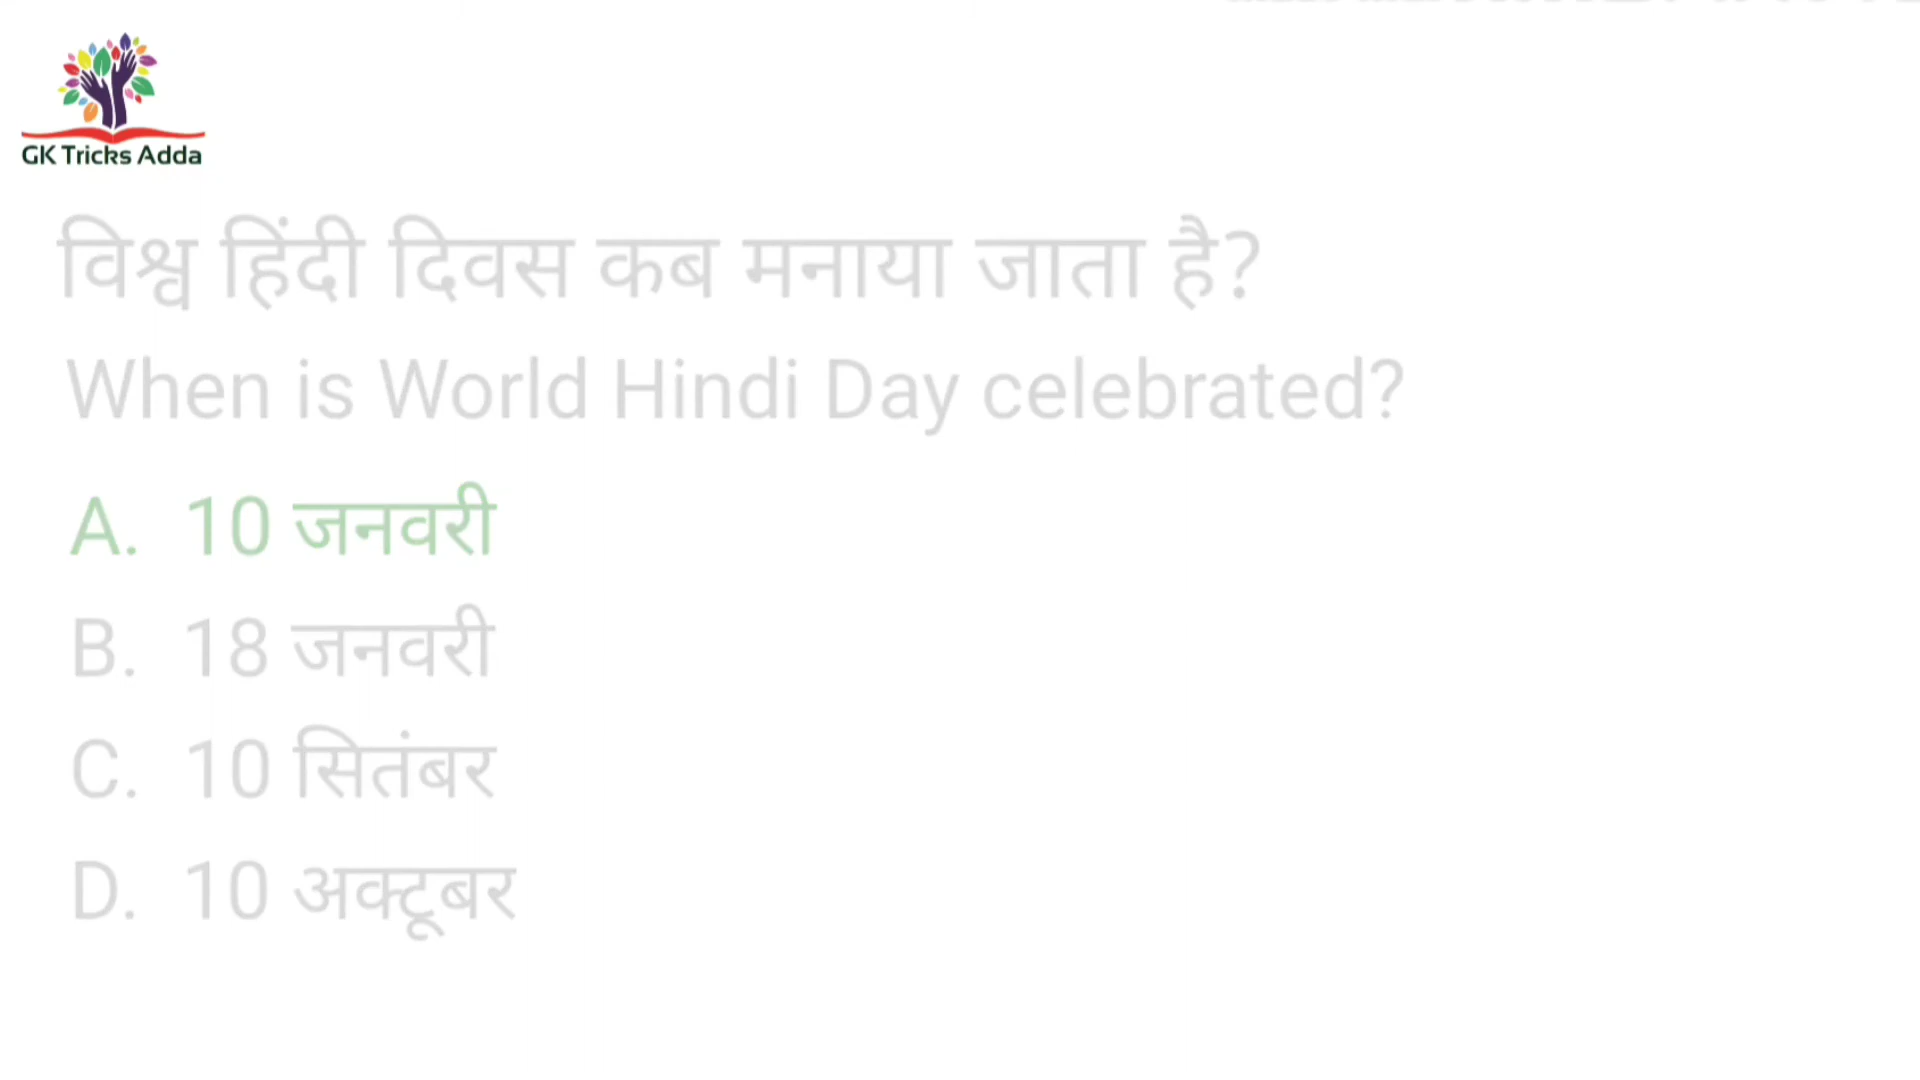 GK Tricks Adda
विश्व हिंदी दिवस कब मनाया जाता है?
When is World Hindi Day celebrated?
A. 10 जनवरी
B. 18 जनवरी
C. 10 सितंबर
D. 10 अक्टूबर